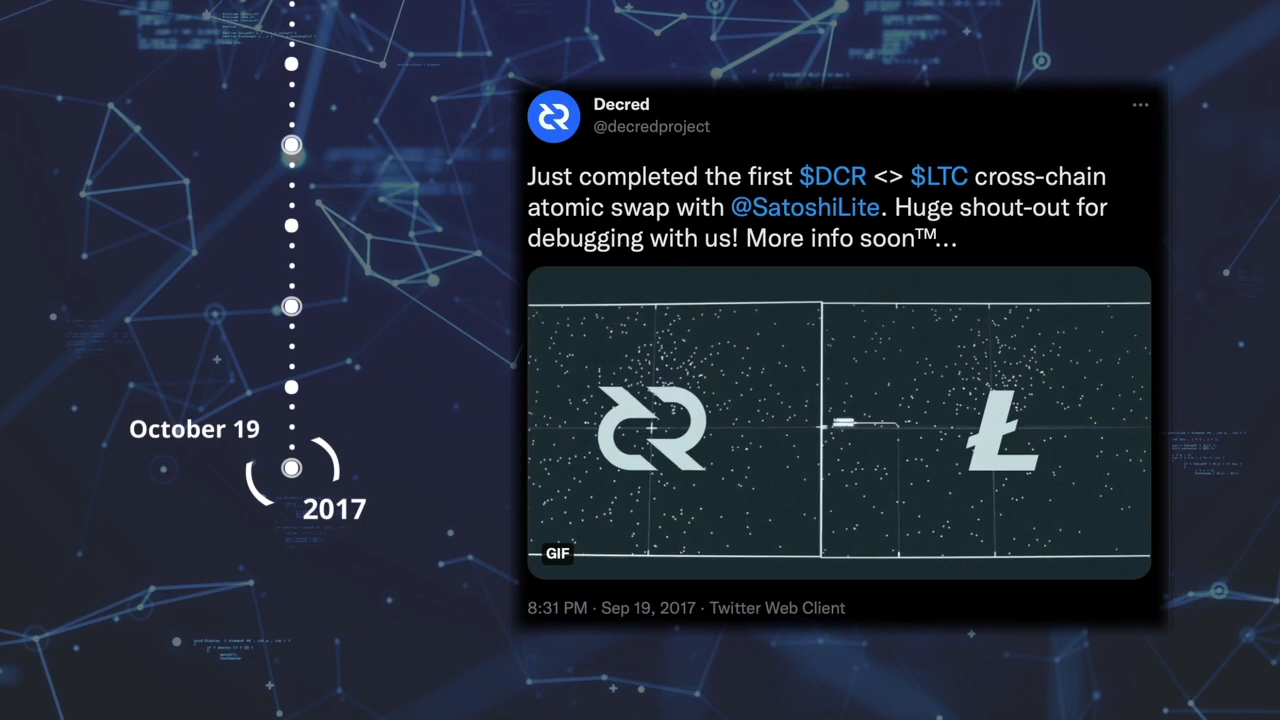 October 19
2017
Decred
@decredproject
Just completed the first $DCR <> $LTC cross-chain
atomic swap with @SatoshiLite. Huge shout-out for
debugging with us! More info soon™...
GIF
8:31 PM · Sep 19, 2017 · Twitter Web Client